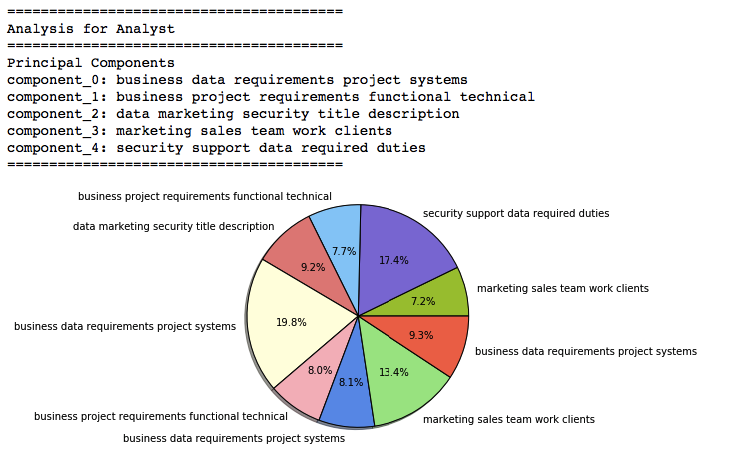 ========================================
Analysis for Analyst
========================================
Principal Components
component_0: business data requirements project systems
component_1: business project requirements functional technical
component_2: data marketing security title description
component_3: marketing sales team work clients
component_4: security support data required duties
========================================
business project requirements functional technical
security support data required duties
data marketing security title description
7.7%
17.4%
9.2%
marketing sales team work clients
7.2%
business data requirements project systems
19.8%
9.3%
business data requirements project systems
8.0%
13.4%
8.1%
business project requirements functional technical
marketing sales team work clients
business data requirements project systems